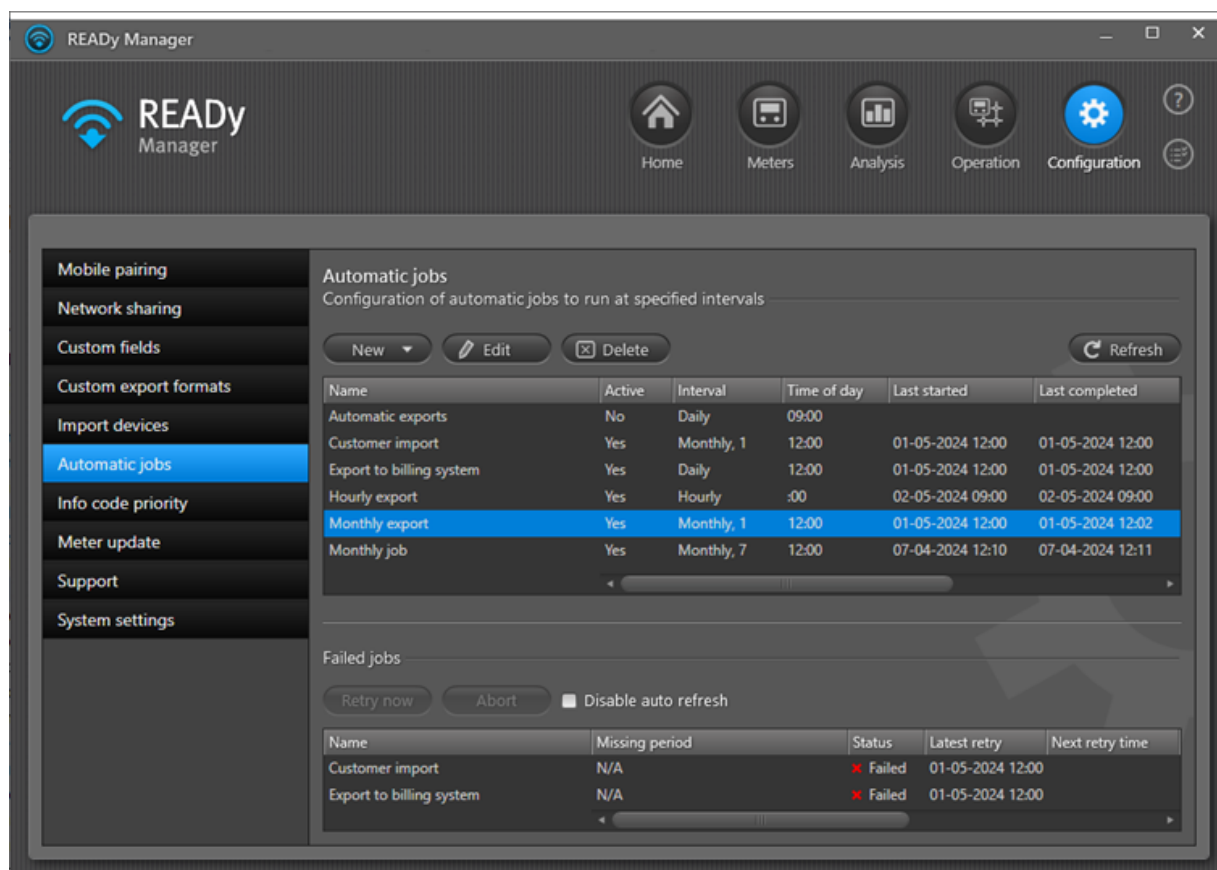 READy Manager
READy
Manager
Home Meters Analysis Operation Configuration
Mobile pairing
Network sharing
Custom fields
Custom export formats
Import devices
Automatic jobs
Info code priority
Meter update
Support
System settings
Automatic jobs
Configuration of automatic jobs to run at specified intervals
New Edit Delete Refresh
Name Active Interval Time of day Last started Last completed
Automatic exports No Daily 09:00
Customer import Yes Monthly, 1 12:00 01-05-2024 12:00 01-05-2024 12:00
Export to billing system Yes Daily 12:00 01-05-2024 12:00 01-05-2024 12:00
Hourly export Yes Hourly :00 02-05-2024 09:00 02-05-2024 09:00
Monthly export Yes Monthly, 1 12:00 01-05-2024 12:00 01-05-2024 12:02
Monthly job Yes Monthly, 7 12:00 07-04-2024 12:10 07-04-2024 12:11
Failed jobs
Retry now Abort Disable auto refresh
Name Missing period Status Latest retry Next retry time
Customer import N/A Failed 01-05-2024 12:00
Export to billing system N/A Failed 01-05-2024 12:00